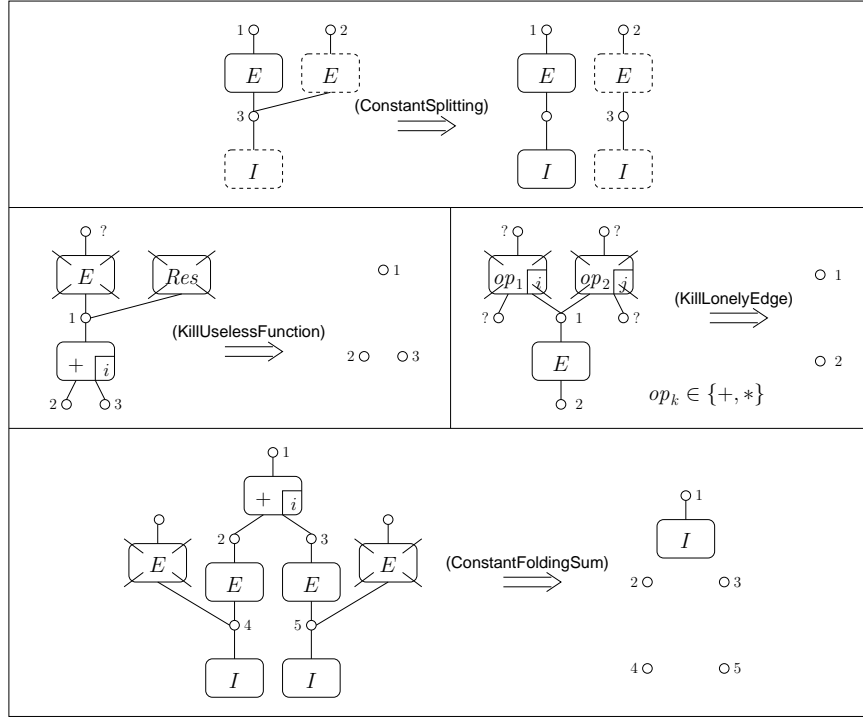 1 2 1 2
E E E E
3 (ConstantSplitting) 3
I I I
? ? ?
E Res 1 op1 i op2 j 1
1 (KillUselessFunction) ? 1 ? (KillLonelyEdge)
+ i 2 3 E 2
2 3 2 opk ∈ {+, ∗}
1
+ i 1
2 3 I
E E E E (ConstantFoldingSum) 2 3
4 5
I I 4 5